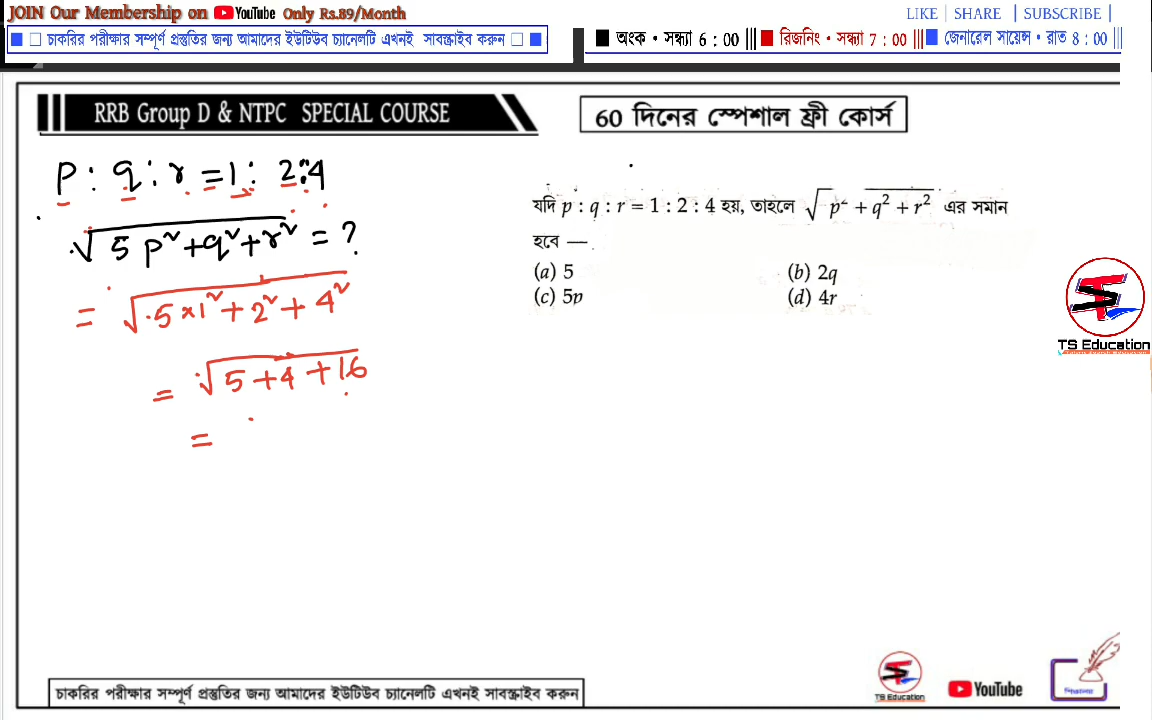 JOIN Our Membership on YouTube Only Rs.89/Month
LIKE | SHARE | SUBSCRIBE |
■ □ চাকরির পরীক্ষার সম্পূর্ণ প্রস্তুতির জন্য আমাদের ইউটিউব চ্যানেলটি এখনই সাবস্ক্রাইব করুন □ ■
■ অংক • সন্ধ্যা 6 : 00 ||| ■ রিজনিং • সন্ধ্যা 7 : 00 ||| ■ জেনারেল সায়েন্স • রাত 8 : 00 |||
RRB Group D & NTPC SPECIAL COURSE
60 দিনের স্পেশাল ফ্রী কোর্স
P : q : r = 1 : 2 : 4
√5p² + q² + r² = ?
= √5×1² + 2² + 4²
= √5 + 4 + 16
=
যদি p : q : r = 1 : 2 : 4 হয়, তাহলে √p² + q² + r² এর সমান
হবে —
(a) 5 (b) 2q
(c) 5p (d) 4r
TS Education
চাকরির পরীক্ষার সম্পূর্ণ প্রস্তুতির জন্য আমাদের ইউটিউব চ্যানেলটি এখনই সাবস্ক্রাইব করুন
TS Education
YouTube